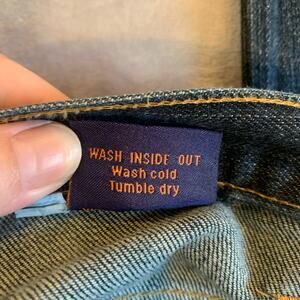 WASH INSIDE OUT
Wash cold
Tumble dry